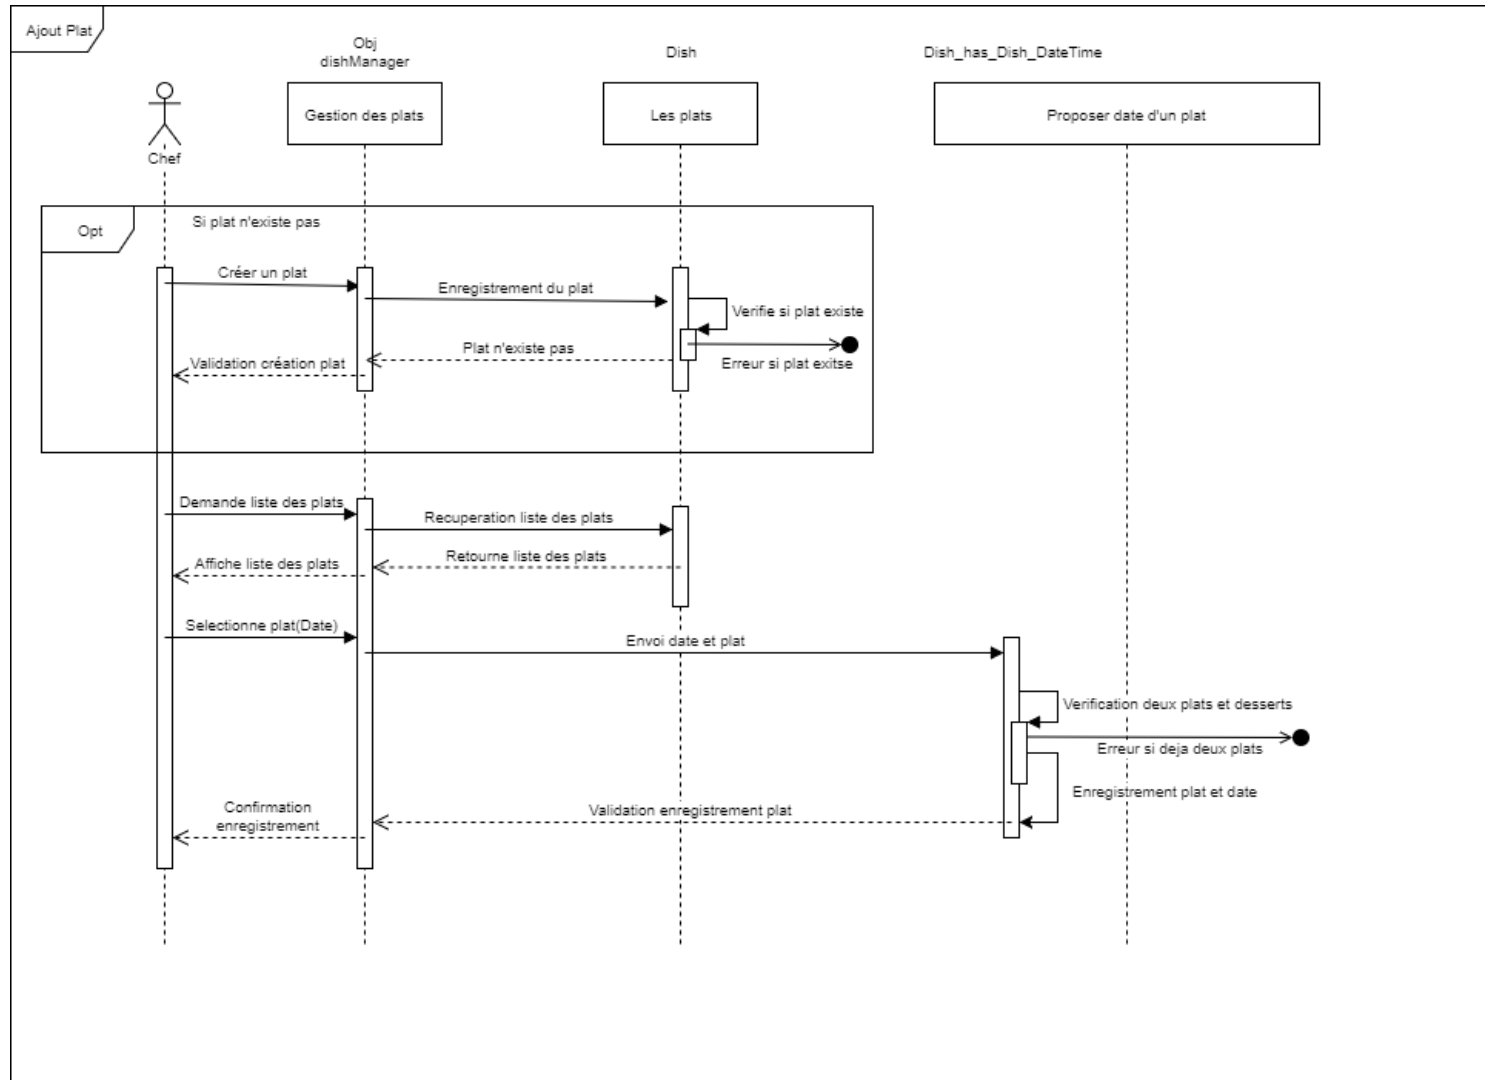 Ajout Plat
Obj
dishManager
Dish
Dish_has_Dish_DateTime
Gestion des plats
Les plats
Proposer date d'un plat
Chef
Opt
Si plat n'existe pas
Créer un plat
Enregistrement du plat
Verifie si plat existe
Plat n'existe pas
Erreur si plat exitse
Validation création plat
Demande liste des plats
Recuperation liste des plats
Retourne liste des plats
Affiche liste des plats
Selectionne plat(Date)
Envoi date et plat
Verification deux plats et desserts
Erreur si deja deux plats
Enregistrement plat et date
Validation enregistrement plat
Confirmation
enregistrement